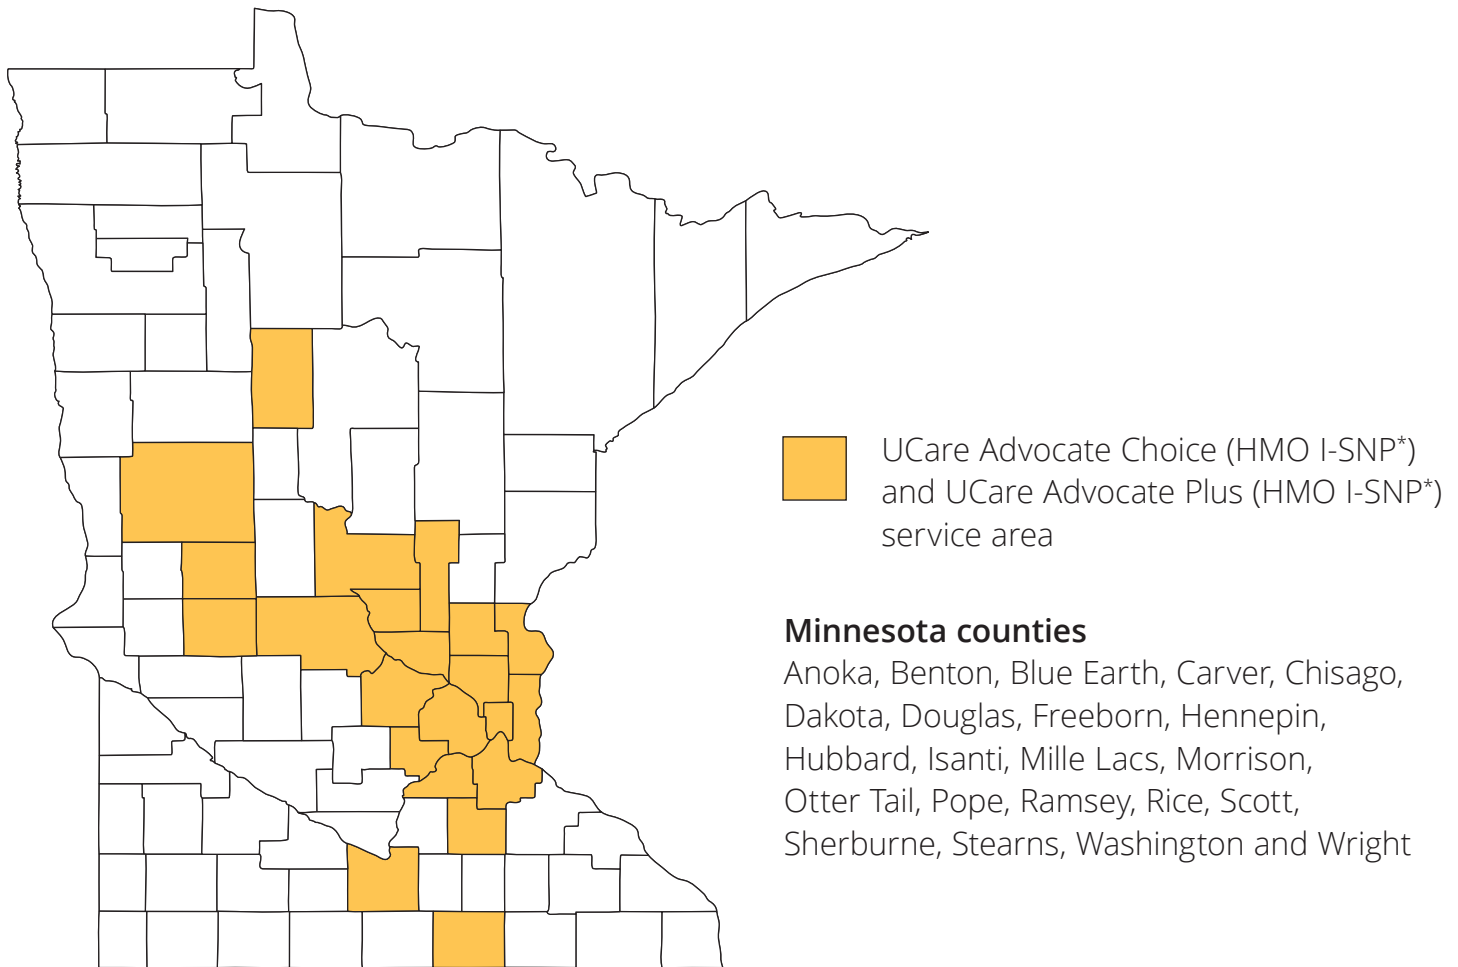 UCare Advocate Choice (HMO I-SNP*)
and UCare Advocate Plus (HMO I-SNP*)
service area
Minnesota counties
Anoka, Benton, Blue Earth, Carver, Chisago,
Dakota, Douglas, Freeborn, Hennepin,
Hubbard, Isanti, Mille Lacs, Morrison,
Otter Tail, Pope, Ramsey, Rice, Scott,
Sherburne, Stearns, Washington and Wright